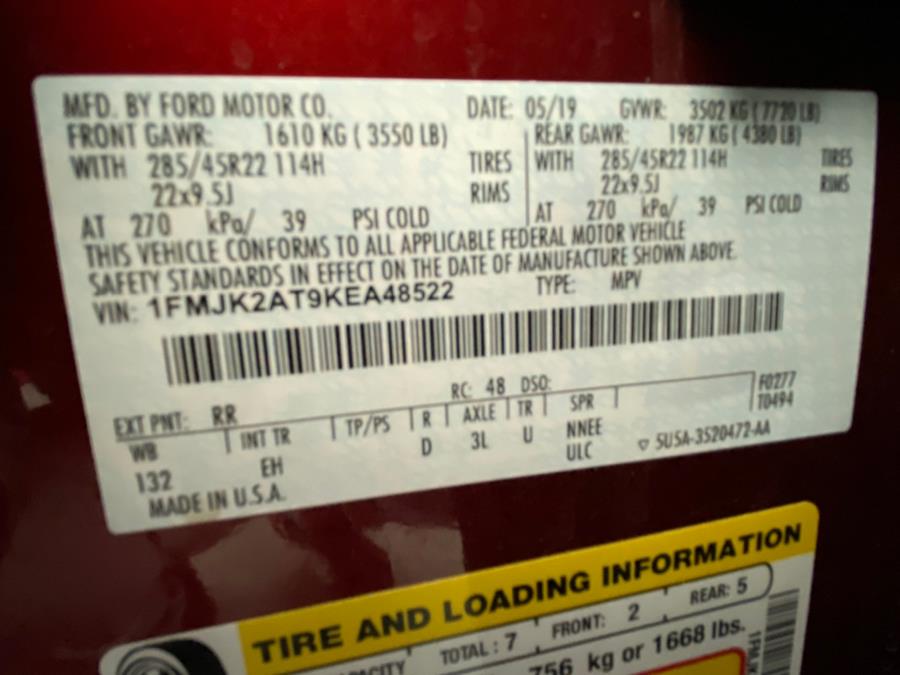 MFD. BY FORD MOTOR CO. DATE: 05/19 GVWR: 3502 KG ( 7720 LB)
FRONT GAWR: 1610 KG ( 3550 LB) REAR GAWR: 1987 KG ( 4380 LB)
WITH 285/45R22 114H TIRES WITH 285/45R22 114H TIRES
22x9.5J RIMS 22x9.5J RIMS
AT 270 kPa/ 39 PSI COLD AT 270 kPa/ 39 PSI COLD
THIS VEHICLE CONFORMS TO ALL APPLICABLE FEDERAL MOTOR VEHICLE
SAFETY STANDARDS IN EFFECT ON THE DATE OF MANUFACTURE SHOWN ABOVE.
VIN: 1FMJK2AT9KEA48522 TYPE: MPV
RC: 48 DSO: F0277
EXT PNT: RR T0494
WB INT TR TP/PS R AXLE TR SPR
132 EH D 3L U NNEE
ULC ▽ 5U5A-3520472-AA
MADE IN U.S.A.
TIRE AND LOADING INFORMATION
TOTAL : 7 FRONT: 2 REAR: 5
756 kg or 1668 lbs.